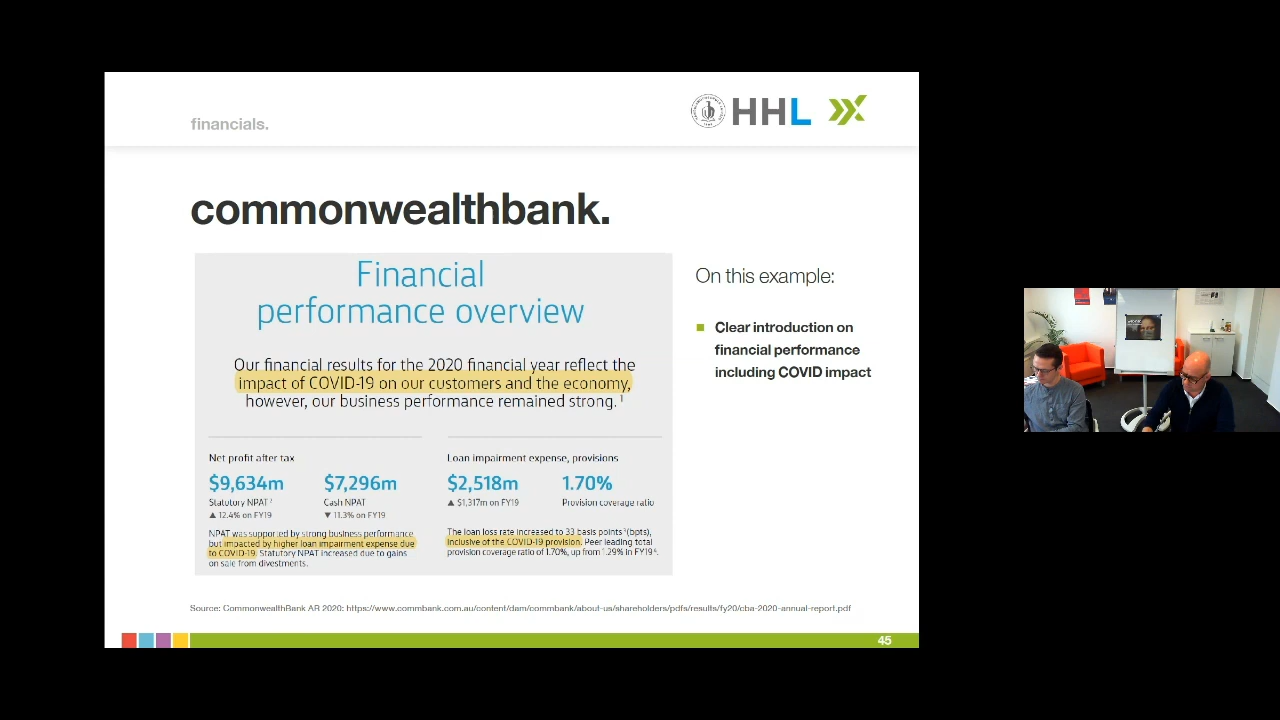 financials.
HHL
commonwealthbank.
Financial
performance overview
Our financial results for the 2020 financial year reflect the
impact of COVID-19 on our customers and the economy,
however, our business performance remained strong.¹
Net profit after tax
$9,634m
$7,296m
Statutory NPAT²
Cash NPAT
▲ 12.4% on FY19
▼ 11.3% on FY19
NPAT was supported by strong business performance
but impacted by higher loan impairment expense due
to COVID-19. Statutory NPAT increased due to gains
on sale from divestments.
Loan impairment expense, provisions
$2,518m
1.70%
▲ $1,317m on FY19
Provision coverage ratio
The loan loss rate increased to 33 basis points (bpts),
inclusive of the COVID-19 provision. Peer leading total
provision coverage ratio of 1.70%, up from 1.29% in FY19
On this example:
Clear introduction on
financial performance
including COVID impact
Source: CommonwealthBank AR 2020: https://www.commbank.com.au/content/dam/commbank/about-us/shareholders/pdfs/results/fy20/cba-2020-annual-report.pdf
45